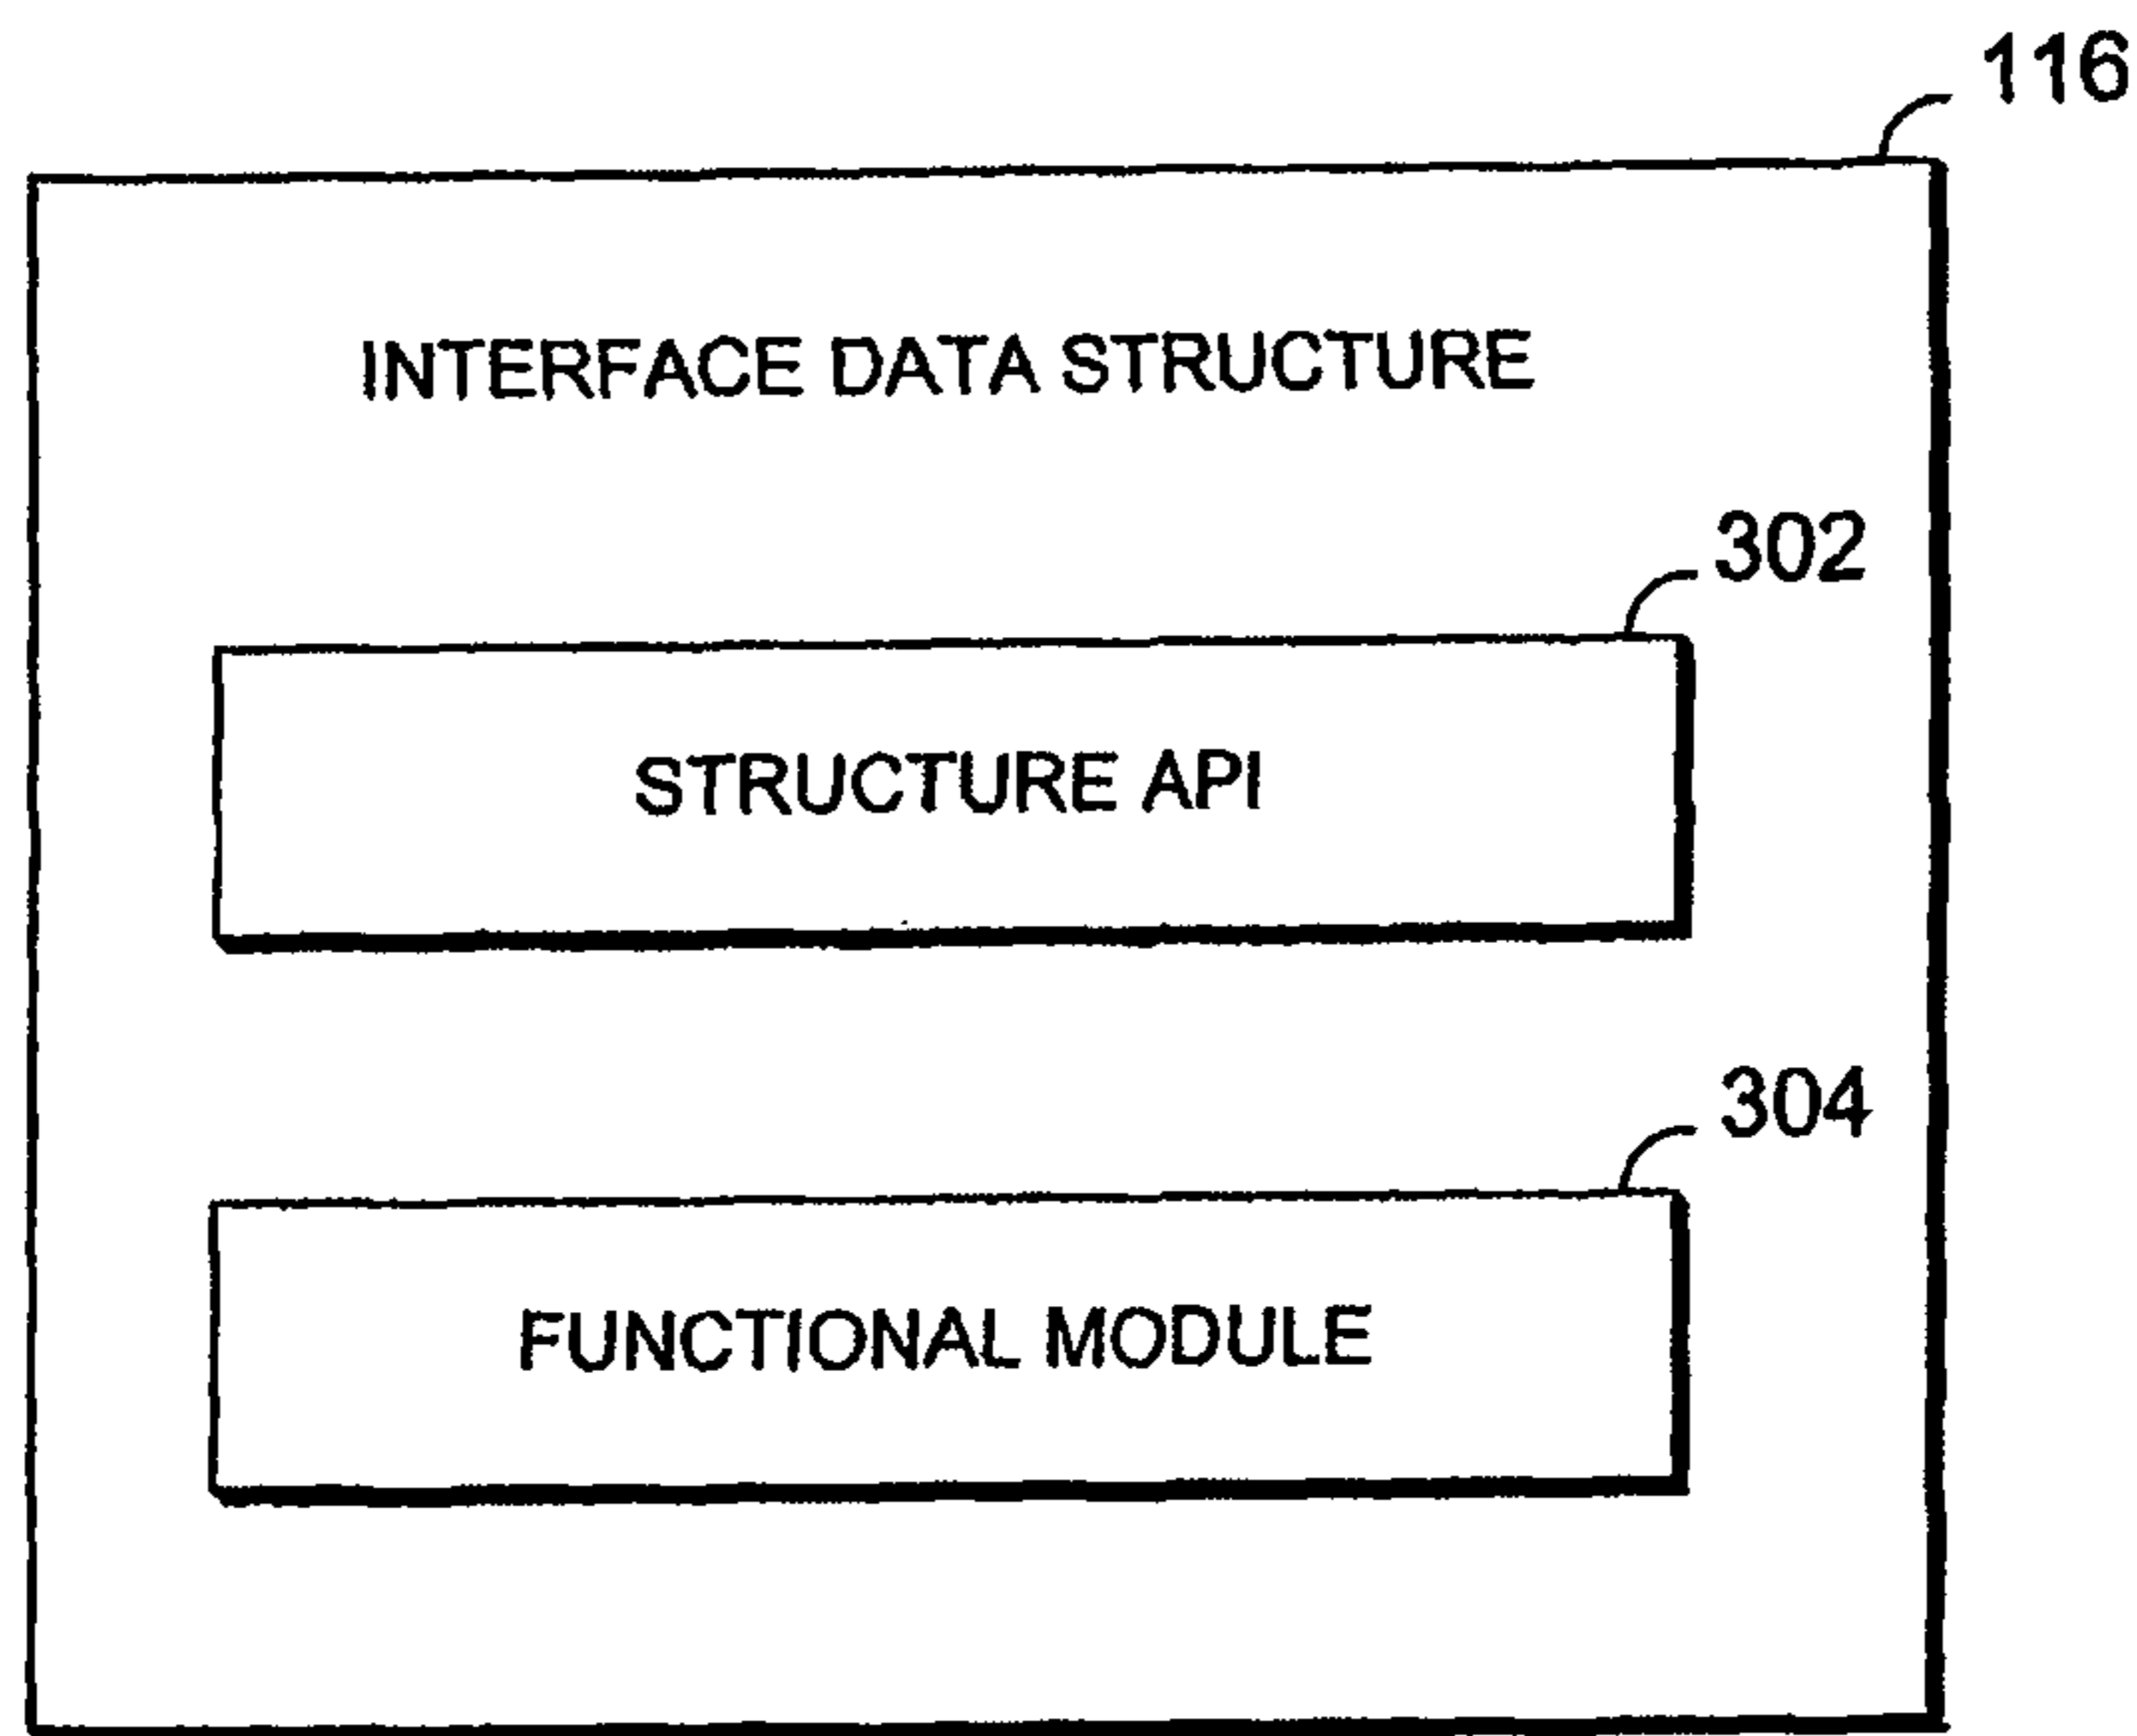 116
INTERFACE DATA STRUCTURE
302
STRUCTURE API
304
FUNCTIONAL MODULE